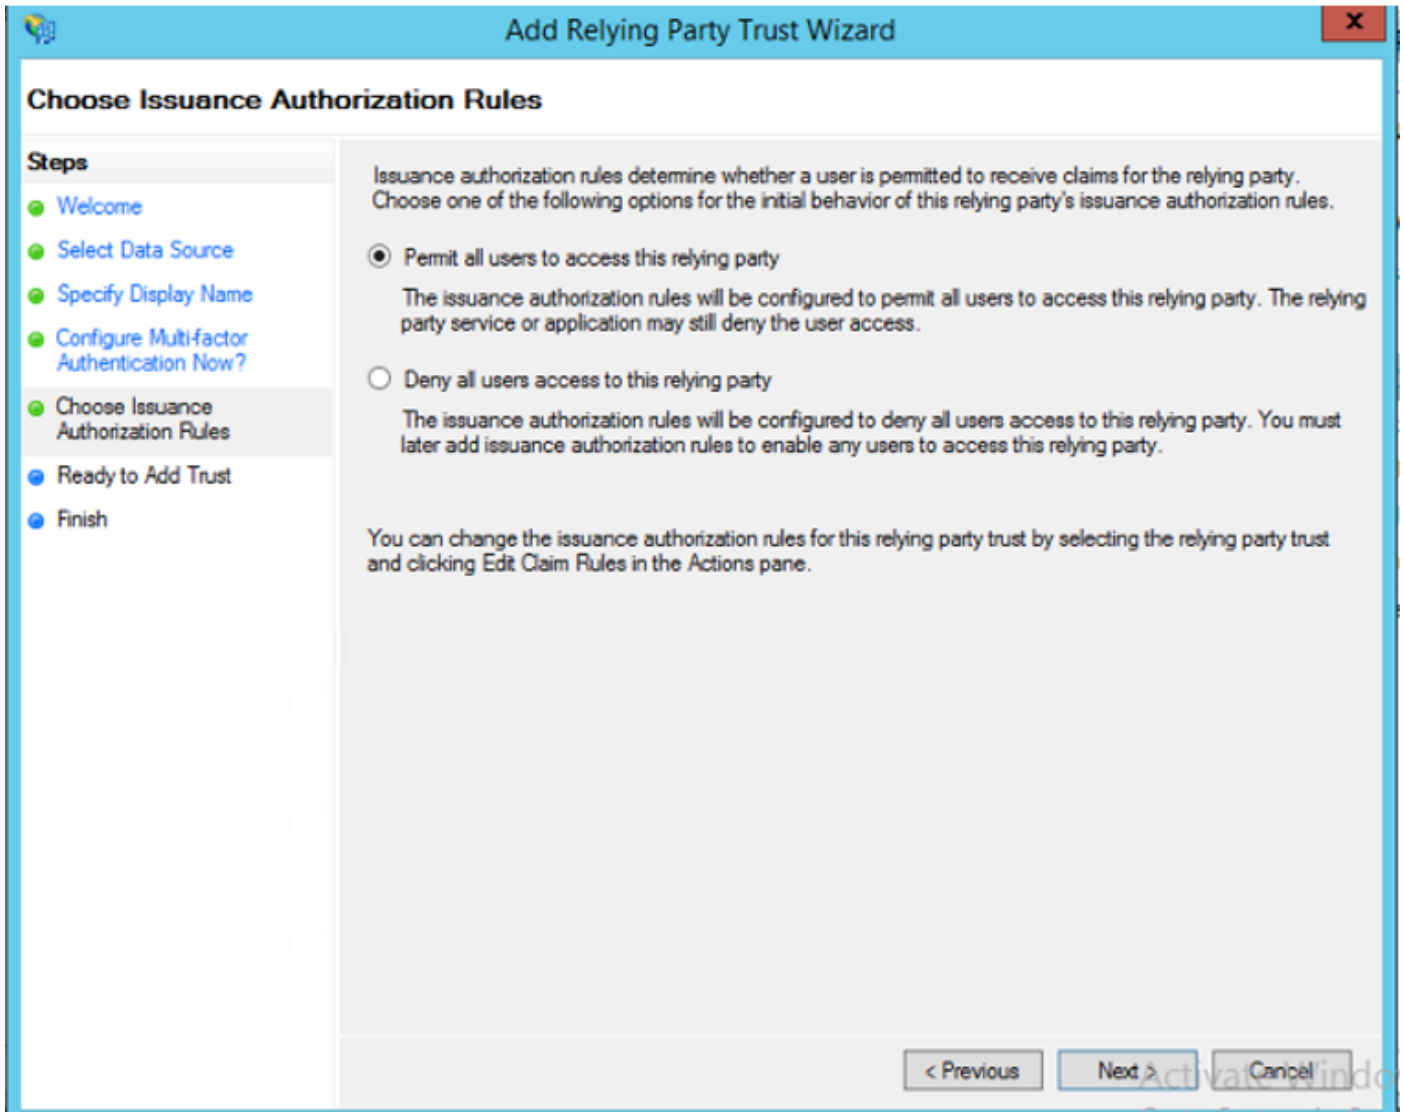 Add Relying Party Trust Wizard
x
Choose Issuance Authorization Rules
Steps
Welcome
Select Data Source
Specify Display Name
Configure Multi-factor
Authentication Now?
Choose Issuance
Authorization Rules
Ready to Add Trust
Finish
Issuance authorization rules determine whether a user is permitted to receive claims for the relying party.
Choose one of the following options for the initial behavior of this relying party's issuance authorization rules.
Permit all users to access this relying party
The issuance authorization rules will be configured to permit all users to access this relying party. The relying
party service or application may still deny the user access.
Deny all users access to this relying party
The issuance authorization rules will be configured to deny all users access to this relying party. You must
later add issuance authorization rules to enable any users to access this relying party.
You can change the issuance authorization rules for this relying party trust by selecting the relying party trust
and clicking Edit Claim Rules in the Actions pane.
< Previous
Next >
Cancel
Activate Windo